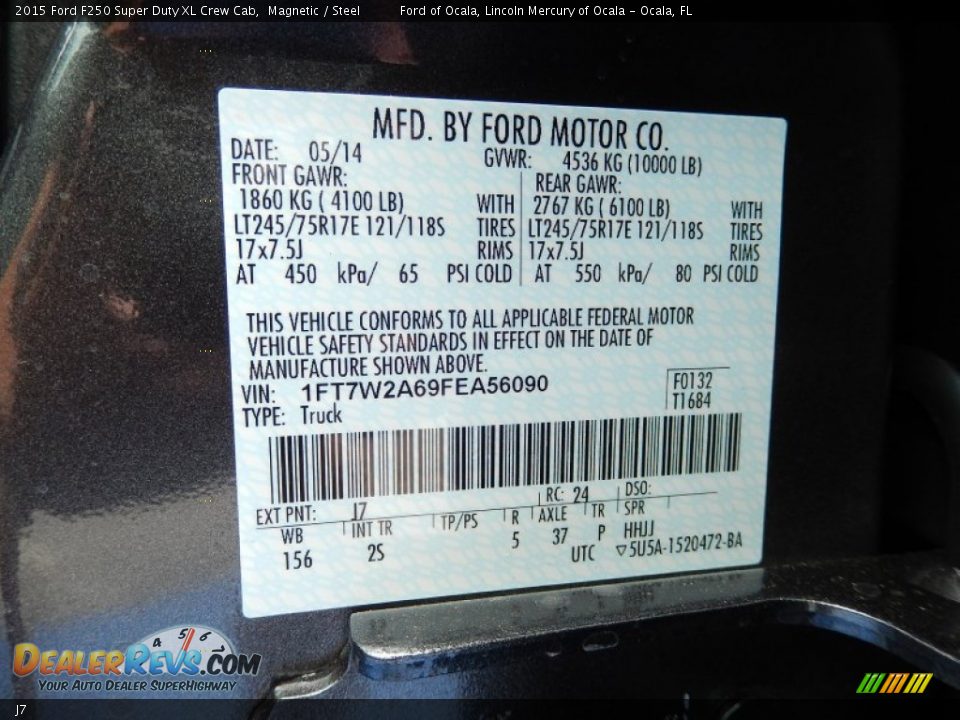 2015 Ford F250 Super Duty XL Crew Cab, Magnetic / Steel Ford of Ocala, Lincoln Mercury of Ocala - Ocala, FL
MFD. BY FORD MOTOR CO.
DATE: 05/14 GVWR: 4536 KG (10000 LB)
FRONT GAWR: REAR GAWR:
1860 KG ( 4100 LB) WITH 2767 KG ( 6100 LB) WITH
LT245/75R17E 121/118S TIRES LT245/75R17E 121/118S TIRES
17x7.5J RIMS 17x7.5J RIMS
AT 450 kPa/ 65 PSI COLD AT 550 kPa/ 80 PSI COLD
THIS VEHICLE CONFORMS TO ALL APPLICABLE FEDERAL MOTOR
VEHICLE SAFETY STANDARDS IN EFFECT ON THE DATE OF
MANUFACTURE SHOWN ABOVE.
VIN: 1FT7W2A69FEA56090 F0132
TYPE: Truck T1684
EXT PNT: J7 RC: 24 DSO:
WB INT TR TP/PS R AXLE TR SPR
156 2S 5 37 P HHJJ
UTC ▽5U5A-1520472-BA
4 5 6
DEALERREVS.COM
YOUR AUTO DEALER SUPERHIGHWAY
J7